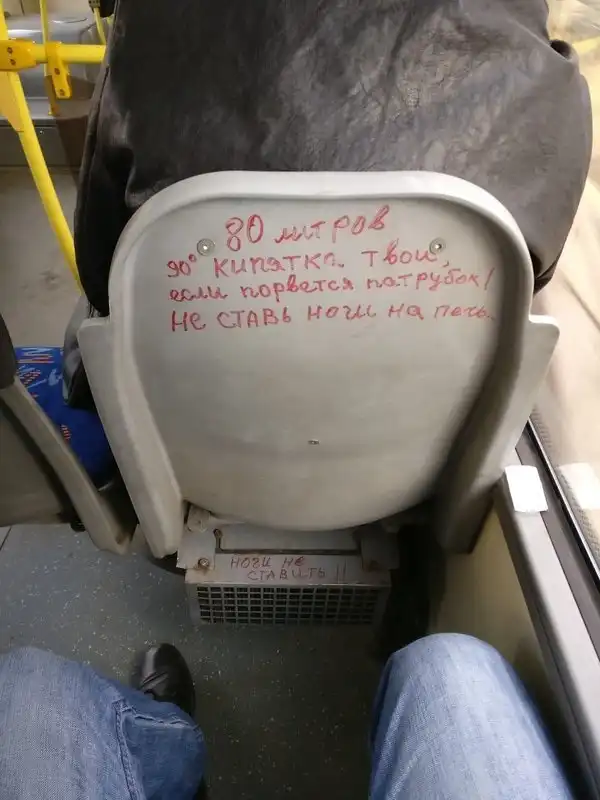 80 литров
90° кипятка твои,
если порвется патрубок!
не ставь ноги на печь.
ноги не
ставить!!